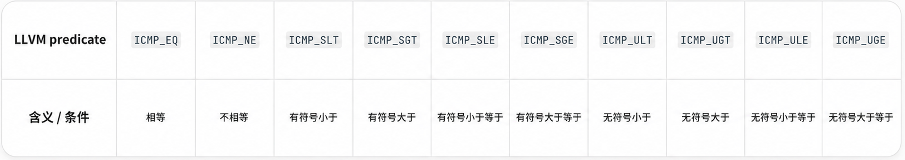 LLVM predicate ICMP_EQ ICMP_NE ICMP_SLT ICMP_SGT ICMP_SLE ICMP_SGE ICMP_ULT ICMP_UGT ICMP_ULE ICMP_UGE
含义 / 条件 相等 不相等 有符号小于 有符号大于 有符号小于等于 有符号大于等于 无符号小于 无符号大于 无符号小于等于 无符号大于等于